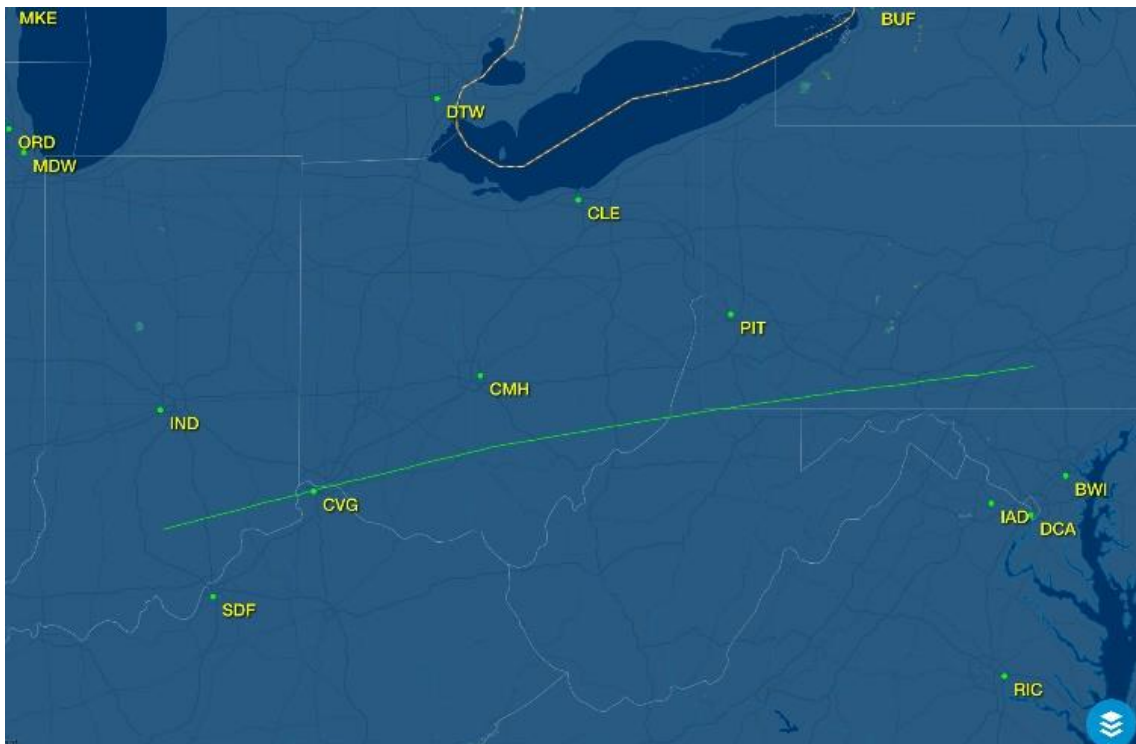 MKE
BUF
DTW
ORD
MDW
CLE
PIT
CMH
IND
BWI
CVG
IAD
DCA
SDF
RIC